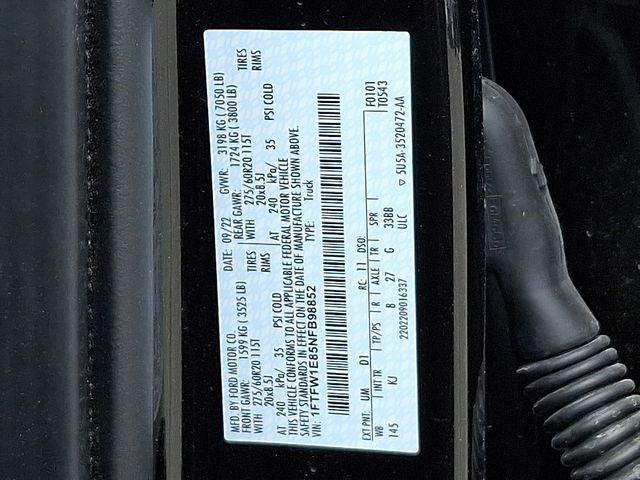 MFD. BY FORD MOTOR CO.
DATE: 09/22 GVWR: 3198 KG ( 7050 LB)
FRONT GAWR: 1599 KG ( 3525 LB) REAR GAWR: 1724 KG ( 3800 LB)
WITH 275/60R20 115T TIRES WITH 275/60R20 115T TIRES
20x8.5J RIMS 20x8.5J RIMS
AT 240 kPa/ 35 PSI COLD AT 240 kPa/ 35 PSI COLD
THIS VEHICLE CONFORMS TO ALL APPLICABLE FEDERAL MOTOR VEHICLE
SAFETY STANDARDS IN EFFECT ON THE DATE OF MANUFACTURE SHOWN ABOVE.
VIN: 1FTFW1E85NFB98852 TYPE: Truck
F0101
T0543
EXT PNT: UM D1 RC: 11 DSO:
WB INT TR TP/PS R AXLE TR SPR
145 KJ B 27 G 33BB
ULC
2202209016337
▽ 5U5A-3520472-AA